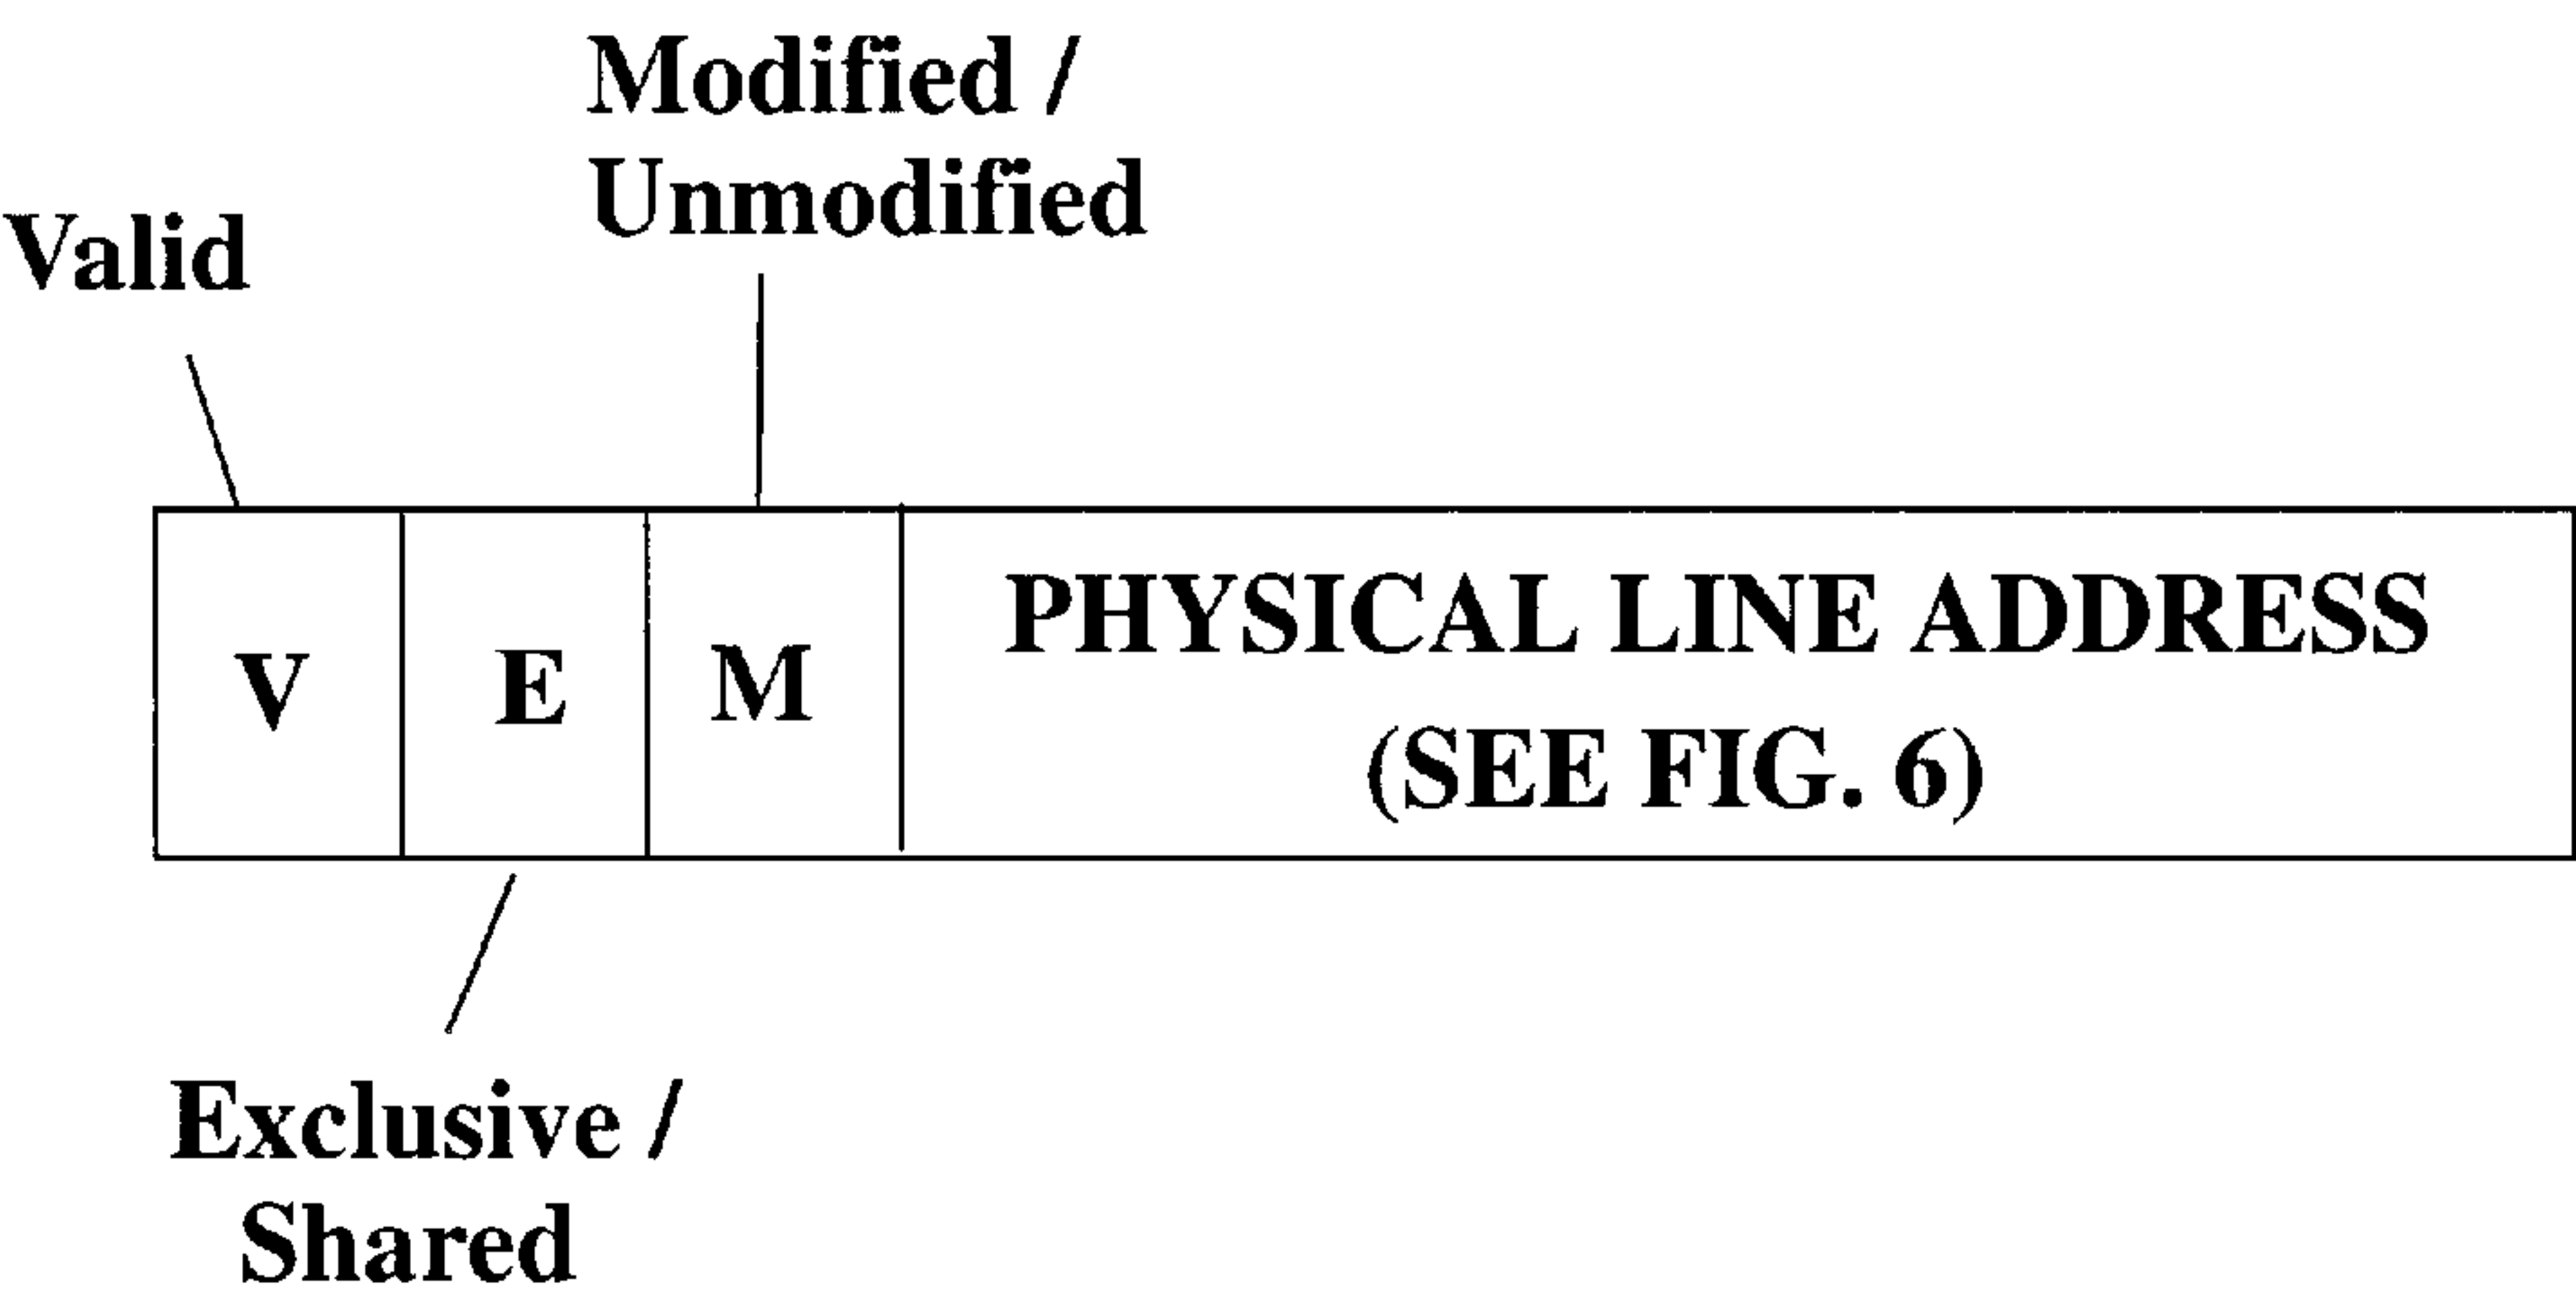 Modified /
Unmodified
Valid
V E M PHYSICAL LINE ADDRESS
(SEE FIG. 6)
Exclusive /
Shared